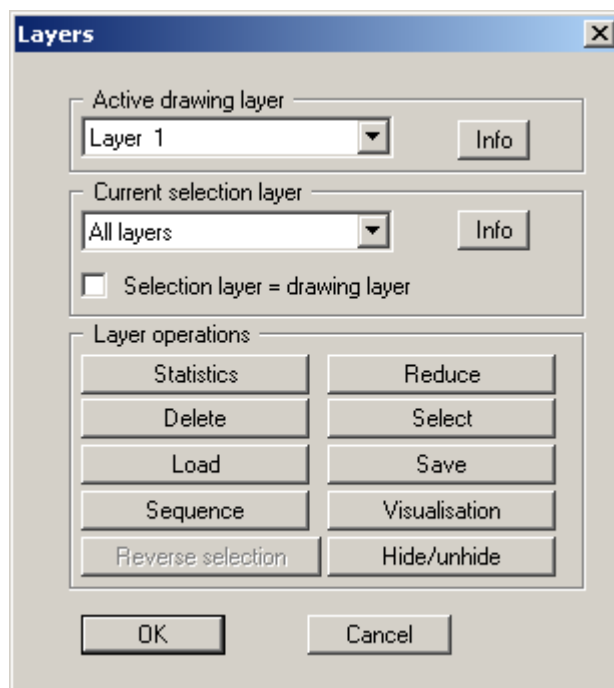 Layers
Active drawing layer
Layer 1 Info
Current selection layer
All layers Info
Selection layer = drawing layer
Layer operations
Statistics Reduce
Delete Select
Load Save
Sequence Visualisation
Reverse selection Hide/unhide
OK Cancel